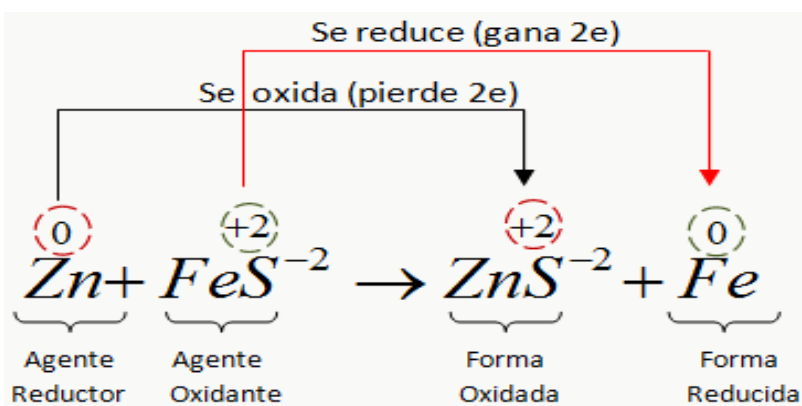 Se reduce (gana 2e)
Se oxida (pierde 2e)
0 +2 +2 0
Zn + FeS⁻² → ZnS⁻² + Fe
Agente Agente Forma Forma
Reductor Oxidante Oxidada Reducida